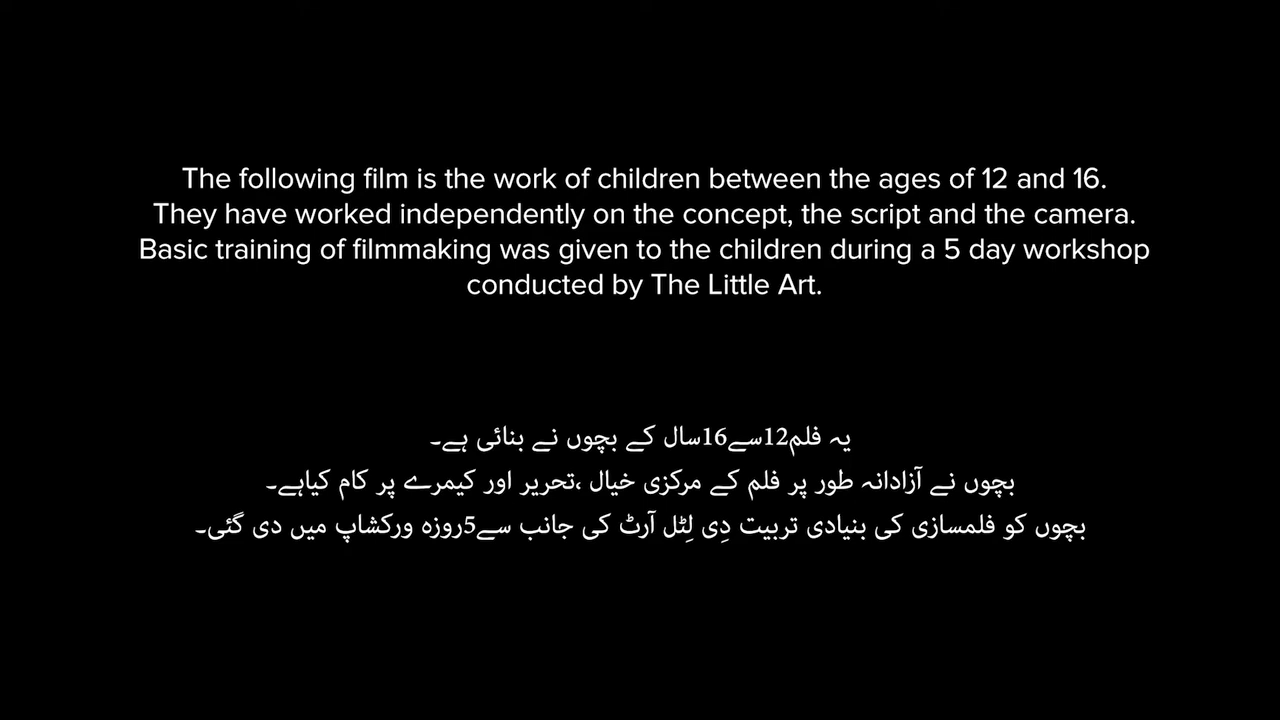 The following film is the work of children between the ages of 12 and 16.
They have worked independently on the concept, the script and the camera.
Basic training of filmmaking was given to the children during a 5 day workshop
conducted by The Little Art.
یہ فلم12سے16سال کے بچوں نے بنائی ہے۔
بچوں نے آزادانہ طور پر فلم کے مرکزی خیال ،تحریر اور کیمرے پر کام کیاہے۔
بچوں کو فلمسازی کی بنیادی تربیت دِی لِٹل آرٹ کی جانب سے5روزہ ورکشاپ میں دی گئی۔